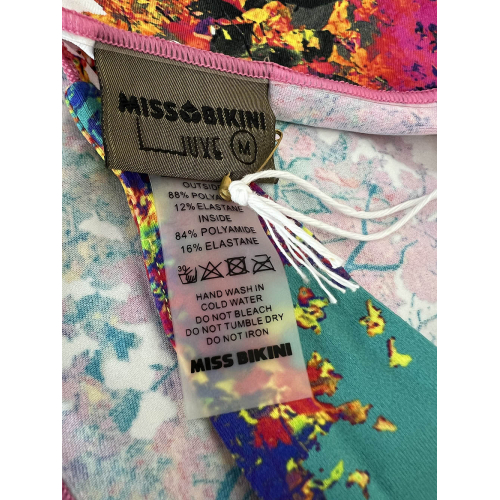 MISS BIKINI
LUXE M
OUTSIDE
88% POLYAMIDE
12% ELASTANE
INSIDE
84% POLYAMIDE
16% ELASTANE
30
HAND WASH IN
COLD WATER
DO NOT BLEACH
DO NOT TUMBLE DRY
DO NOT IRON
MISS BIKINI